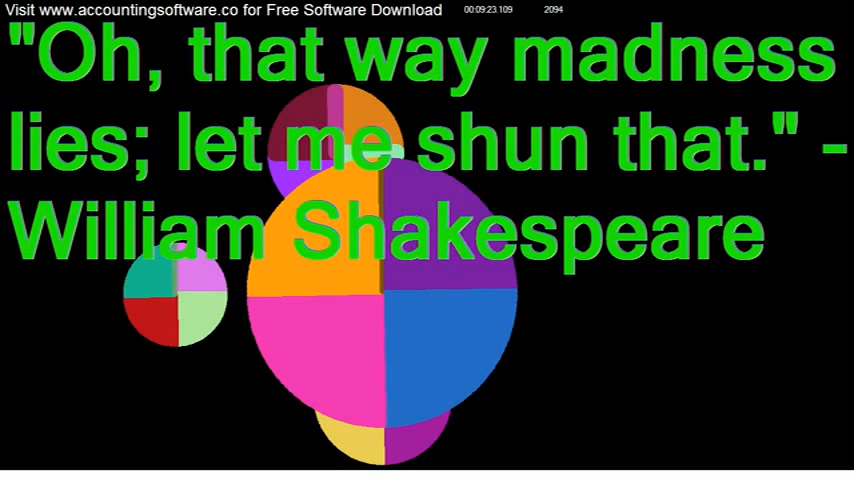 Visit www.accountingsoftware.co for Free Software Download 00:09:23.109 2094
"Oh, that way madness
lies; let me shun that." -
William Shakespeare